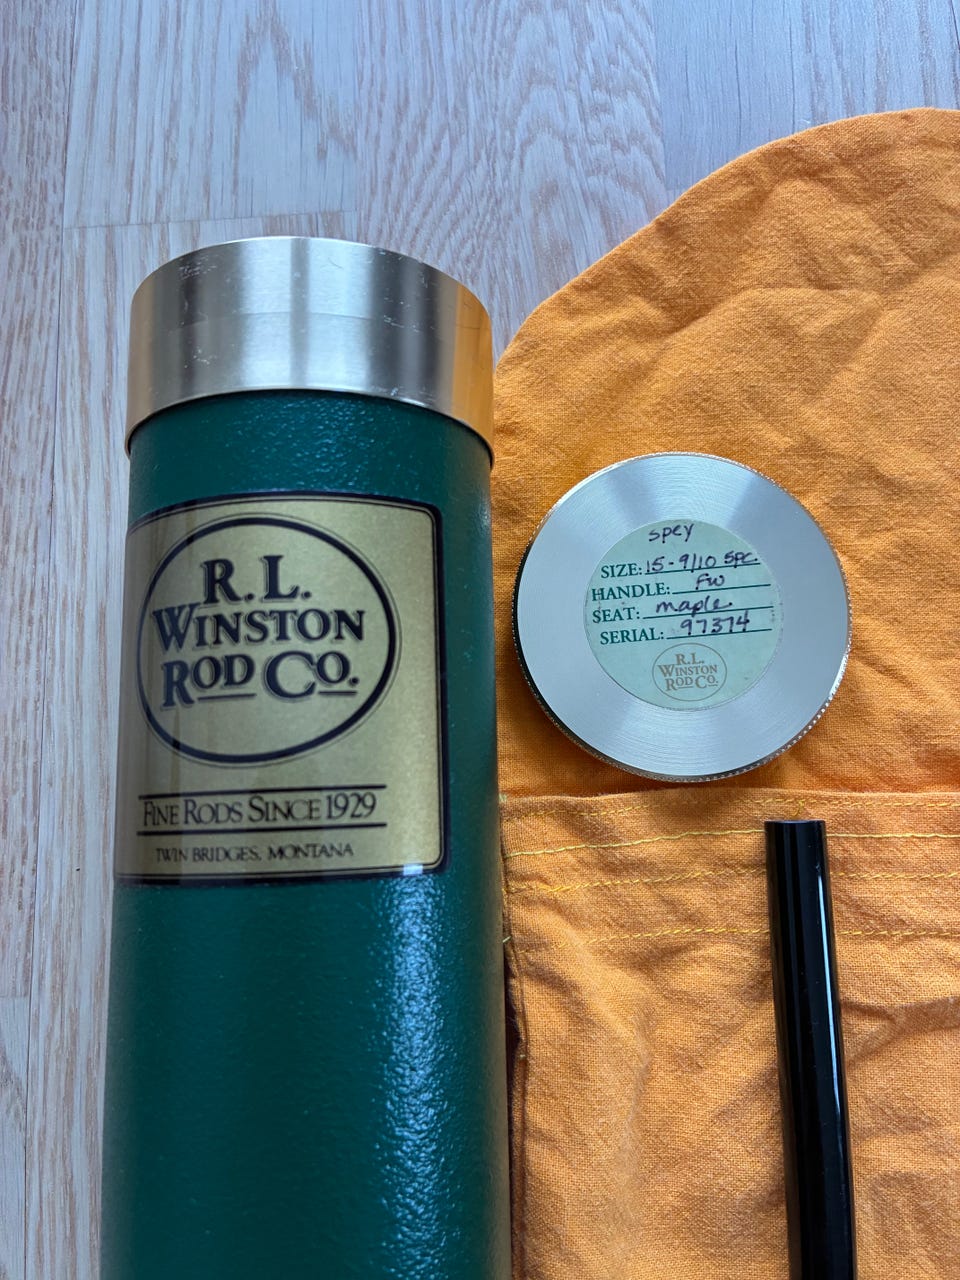 R. L.
WINSTON
ROD CO.
FINE RODS SINCE 1929
TWIN BRIDGES, MONTANA
spey
SIZE: 15-9/10 5pc.
HANDLE: FW
SEAT: maple
SERIAL: 97374
R. L.
WINSTON
ROD CO.